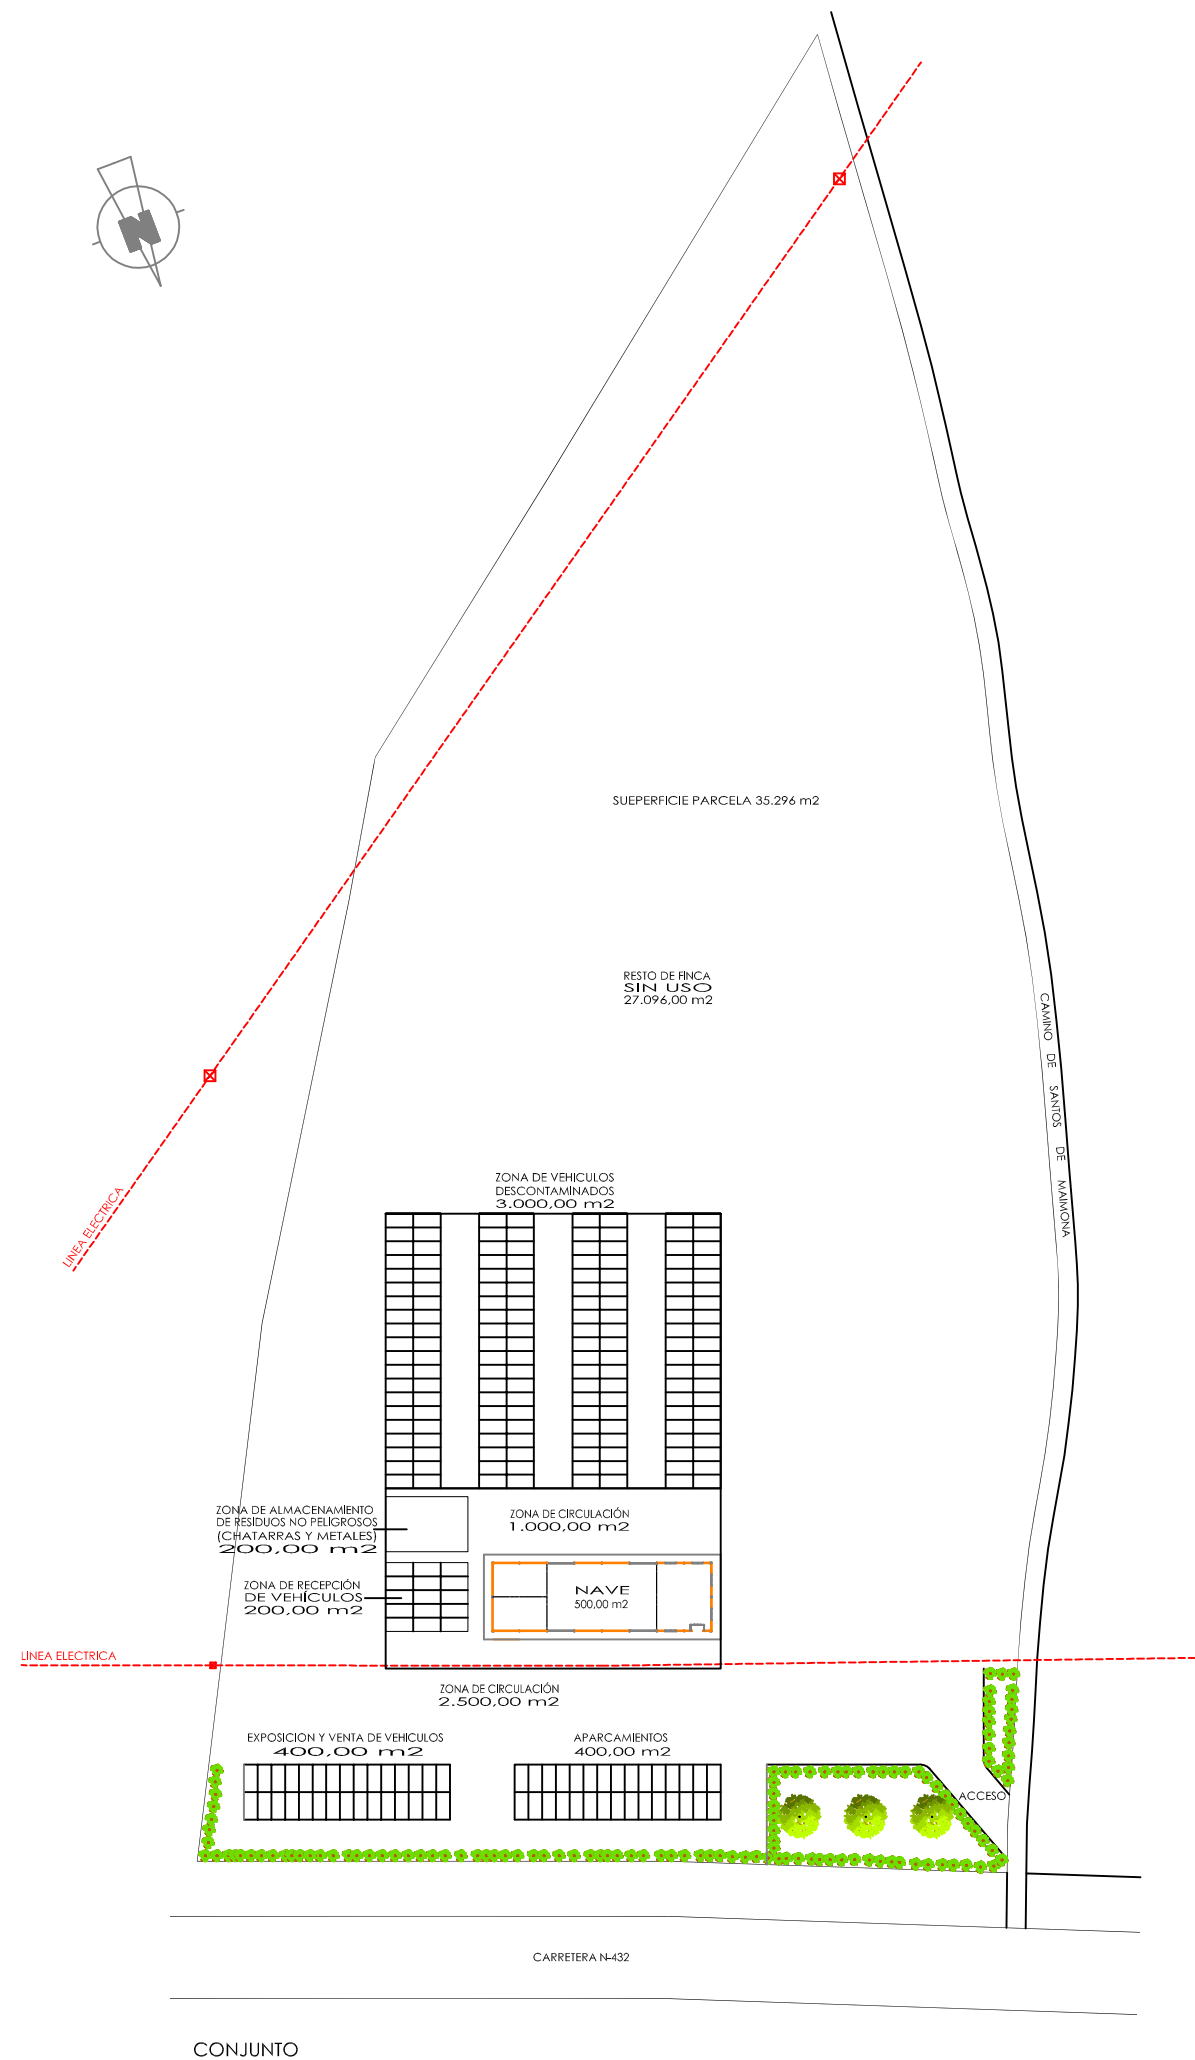 N
SUEPERFICIE PARCELA 35.296 m2
RESTO DE FINCA
SIN USO
27.096,00 m2
CAMINO DE SANTOS DE MAIMONA
LINEA ELECTRICA
ZONA DE VEHICULOS
DESCONTAMINADOS
3.000,00 m2
ZONA DE ALMACENAMIENTO
DE RESÍDUOS NO PELIGROSOS
(CHATARRAS Y METALES)
200,00 m2
ZONA DE CIRCULACIÓN
1.000,00 m2
ZONA DE RECEPCIÓN
DE VEHÍCULOS
200,00 m2
NAVE
500,00 m2
LINEA ELECTRICA
ZONA DE CIRCULACIÓN
2.500,00 m2
EXPOSICION Y VENTA DE VEHICULOS
400,00 m2
APARCAMIENTOS
400,00 m2
ACCESO
CARRETERA N-432
CONJUNTO